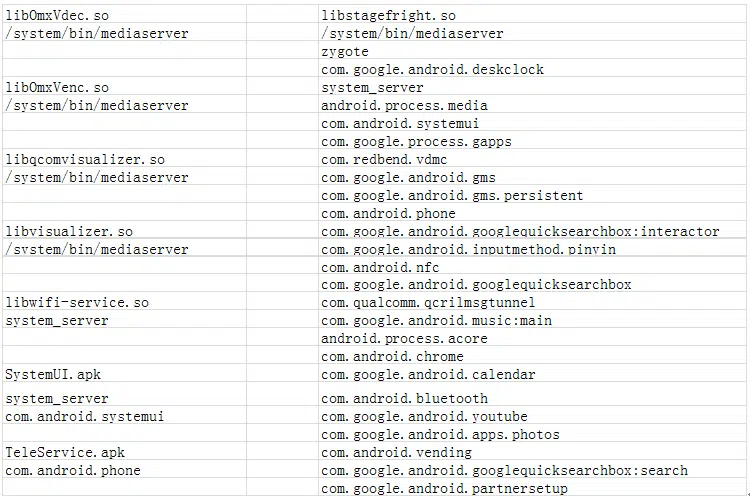 libOmxVdec.so
/system/bin/mediaserver
libOmxVenc.so
/system/bin/mediaserver
libqcomvisualizer.so
/system/bin/mediaserver
libvisualizer.so
/system/bin/mediaserver
libwifi-service.so
system_server
SystemUI.apk
system_server
com.android.systemui
TeleService.apk
com.android.phone
libstagefright.so
/system/bin/mediaserver
zygote
com.google.android.deskclock
system_server
android.process.media
com.android.systemui
com.google.process.gapps
com.redbend.vdmc
com.google.android.gms
com.google.android.gms.persistent
com.android.phone
com.google.android.googlequicksearchbox:interactor
com.google.android.inputmethod.pinyin
com.android.nfc
com.google.android.googlequicksearchbox
com.qualcomm.qcrilmsgtunnel
com.google.android.music:main
android.process.acore
com.android.chrome
com.google.android.calendar
com.android.bluetooth
com.google.android.youtube
com.google.android.apps.photos
com.android.vending
com.google.android.googlequicksearchbox:search
com.google.android.partnersetup